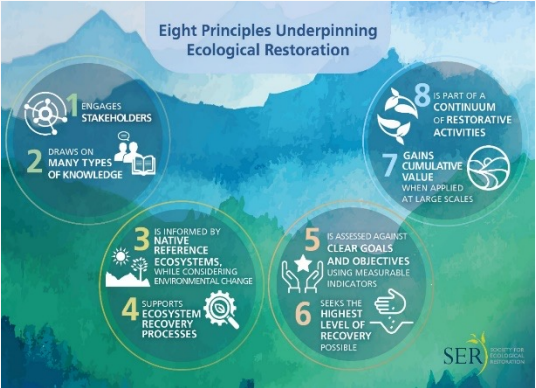 Eight Principles Underpinning
Ecological Restoration
1 ENGAGES
STAKEHOLDERS
2 DRAWS ON
MANY TYPES
OF KNOWLEDGE
3 IS INFORMED BY
NATIVE
REFERENCE
ECOSYSTEMS,
WHILE CONSIDERING
ENVIRONMENTAL CHANGE
4 SUPPORTS
ECOSYSTEM
RECOVERY
PROCESSES
5 IS ASSESSED AGAINST
CLEAR GOALS
AND OBJECTIVES
USING MEASURABLE
INDICATORS
6 SEEKS THE
HIGHEST
LEVEL OF
RECOVERY
POSSIBLE
7 GAINS
CUMULATIVE
VALUE
WHEN APPLIED
AT LARGE SCALES
8 IS PART OF A
CONTINUUM
OF RESTORATIVE
ACTIVITIES
SER
SOCIETY FOR
ECOLOGICAL
RESTORATION